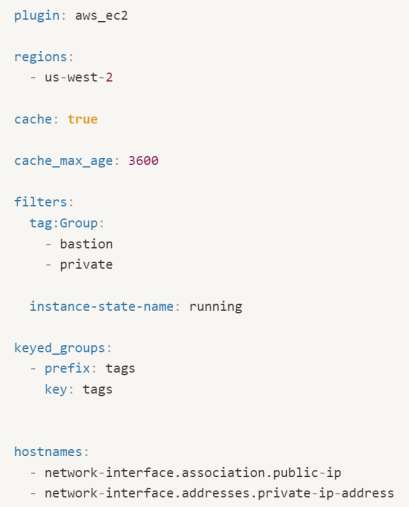 plugin: aws_ec2
regions:
  - us-west-2
cache: true
cache_max_age: 3600
filters:
  tag:Group:
    - bastion
    - private
  instance-state-name: running
keyed_groups:
  - prefix: tags
    key: tags
hostnames:
  - network-interface.association.public-ip
  - network-interface.addresses.private-ip-address